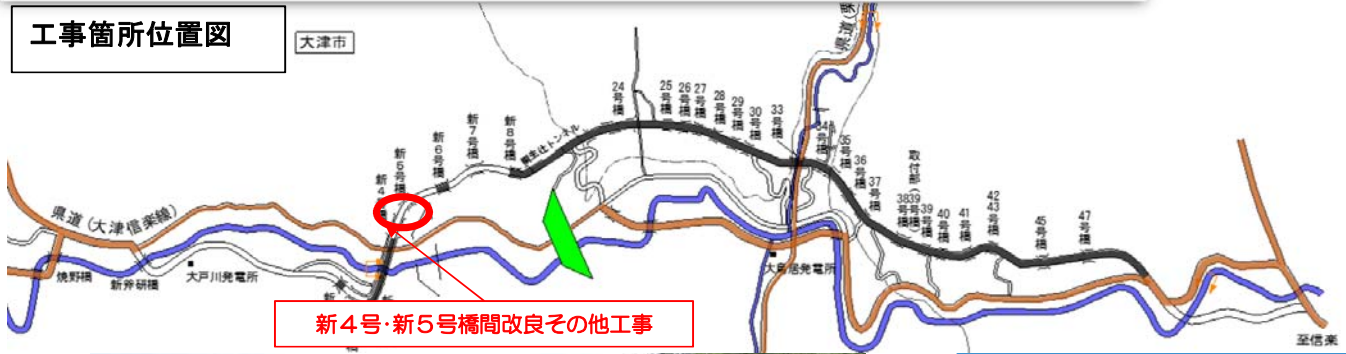 工事箇所位置図
大津市
県道(大津信楽線)
焼野橋
新斧研橋
大戸川発電所
新5号橋
新6号橋
新7号橋
新8号橋
24号橋
25号橋
26号橋
27号橋
28号橋
29号橋
30号橋
33号橋
34号橋
35号橋
36号橋
37号橋
38号橋
取付部(39号橋)
39号橋
40号橋
41号橋
42
43号橋
45号橋
47号橋
大鳥居発電所
新4号・新5号橋間改良その他工事
至信楽